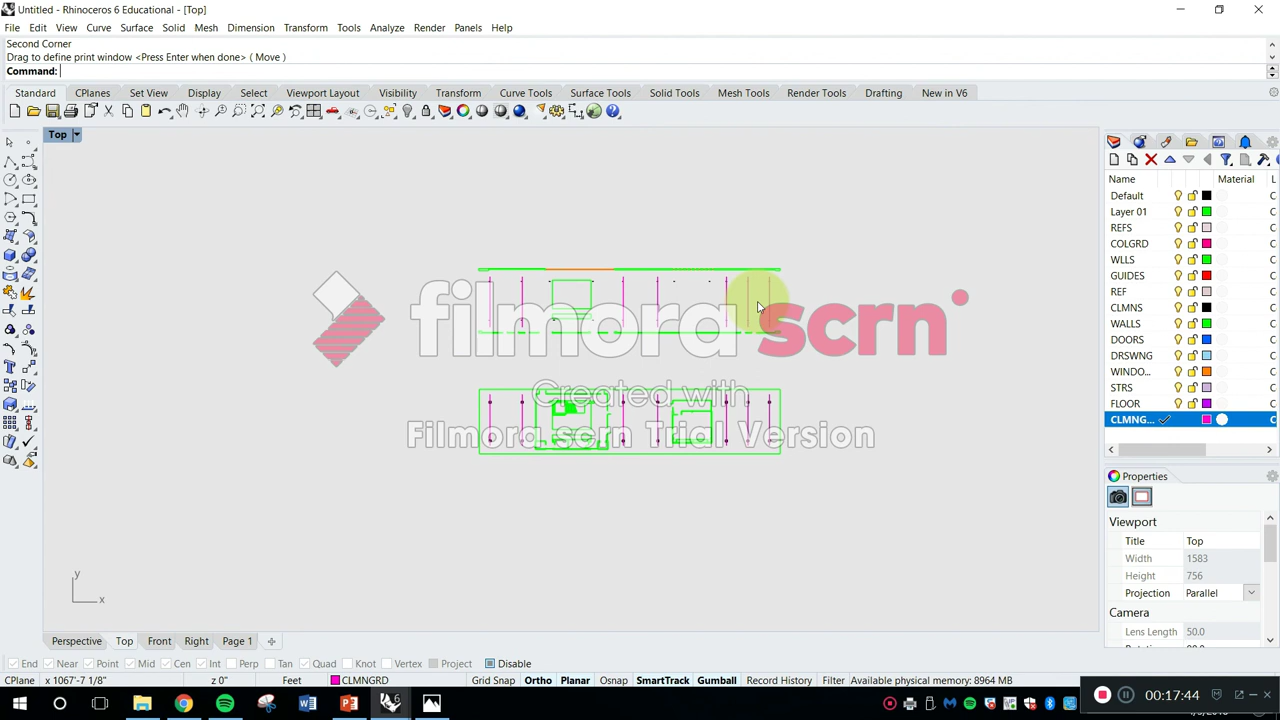 Untitled - Rhinoceros 6 Educational - [Top]
File Edit View Curve Surface Solid Mesh Dimension Transform Tools Analyze Render Panels Help
Second Corner
Drag to define print window <Press Enter when done> ( Move )
Command:
Standard CPlanes Set View Display Select Viewport Layout Visibility Transform Curve Tools Surface Tools Solid Tools Mesh Tools Render Tools Drafting New in V6
Top
Name Material L
Default C
Layer 01 C
REFS C
COLGRD C
WLLS C
GUIDES C
REF C
CLMNS C
WALLS C
DOORS C
DRSWNG C
WINDO... C
STRS C
FLOOR C
CLMNG... C
filmora scrn
Created with
Filmora scrn Trial Version
Properties
Viewport
Title Top
Width 1583
Height 756
Projection Parallel
Camera
Lens Length 50.0
y
x
Perspective Top Front Right Page 1
End Near Point Mid Cen Int Perp Tan Quad Knot Vertex Project Disable
CPlane x 1067'-7 1/8" z 0" Feet CLMNGRD Grid Snap Ortho Planar Osnap SmartTrack Gumball Record History Filter Available physical memory: 8964 MB
00:17:44